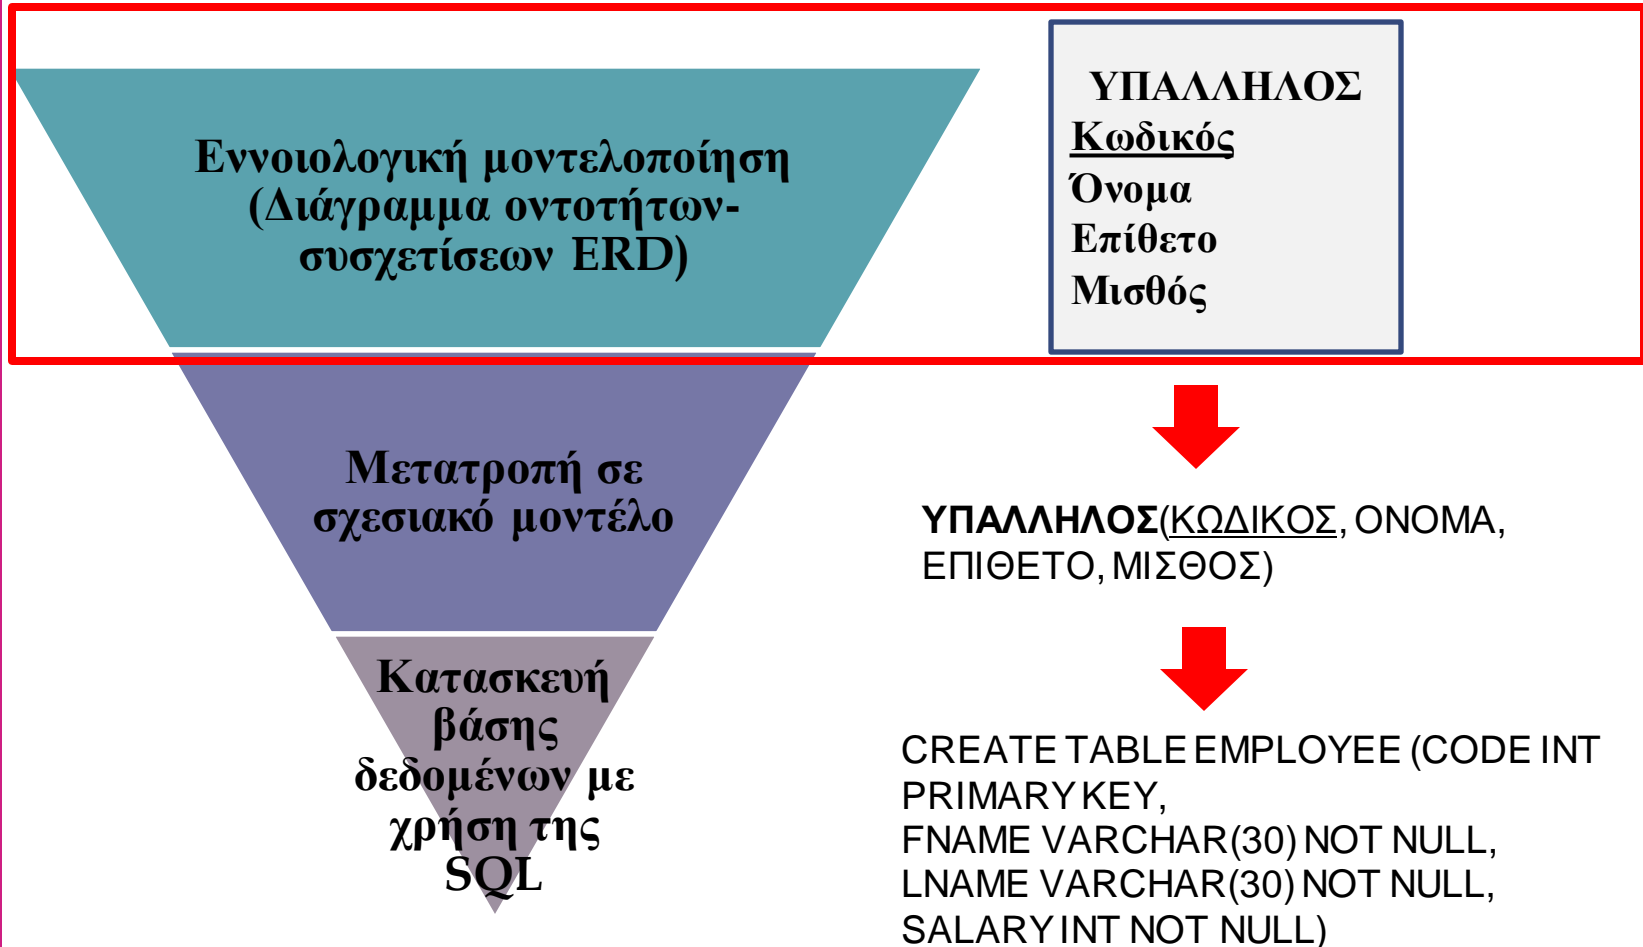 Εννοιολογική μοντελοποίηση
(Διάγραμμα οντοτήτων-
συσχετίσεων ERD)
ΥΠΑΛΛΗΛΟΣ
Κωδικός
Όνομα
Επίθετο
Μισθός
Μετατροπή σε
σχεσιακό μοντέλο
ΥΠΑΛΛΗΛΟΣ(ΚΩΔΙΚΟΣ, ΟΝΟΜΑ,
ΕΠΙΘΕΤΟ, ΜΙΣΘΟΣ)
Κατασκευή
βάσης
δεδομένων με
χρήση της
SQL
CREATE TABLE EMPLOYEE (CODE INT
PRIMARY KEY,
FNAME VARCHAR(30) NOT NULL,
LNAME VARCHAR(30) NOT NULL,
SALARY INT NOT NULL)